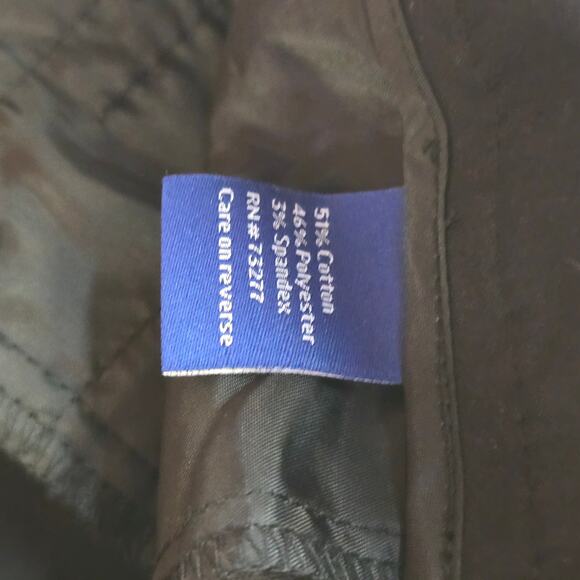 51% Cotton
46% Polyester
3% Spandex
RN# 73277
Care on reverse